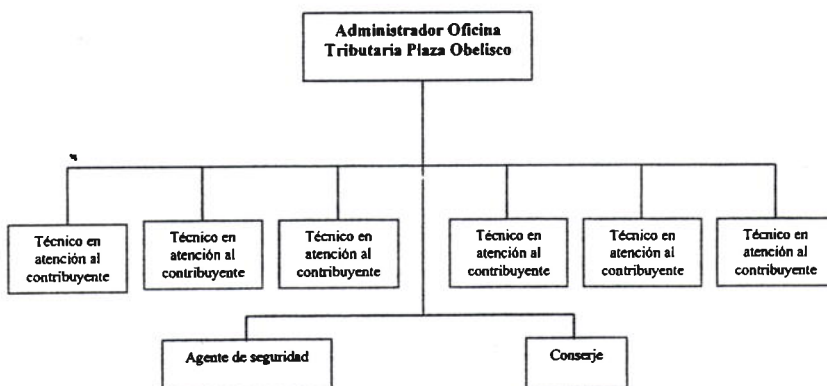 Administrador Oficina
Tributaria Plaza Obelisco
Técnico en
atención al
contribuyente
Técnico en
atención al
contribuyente
Técnico en
atención al
contribuyente
Técnico en
atención al
contribuyente
Técnico en
atención al
contribuyente
Técnico en
atención al
contribuyente
Agente de seguridad
Conserje